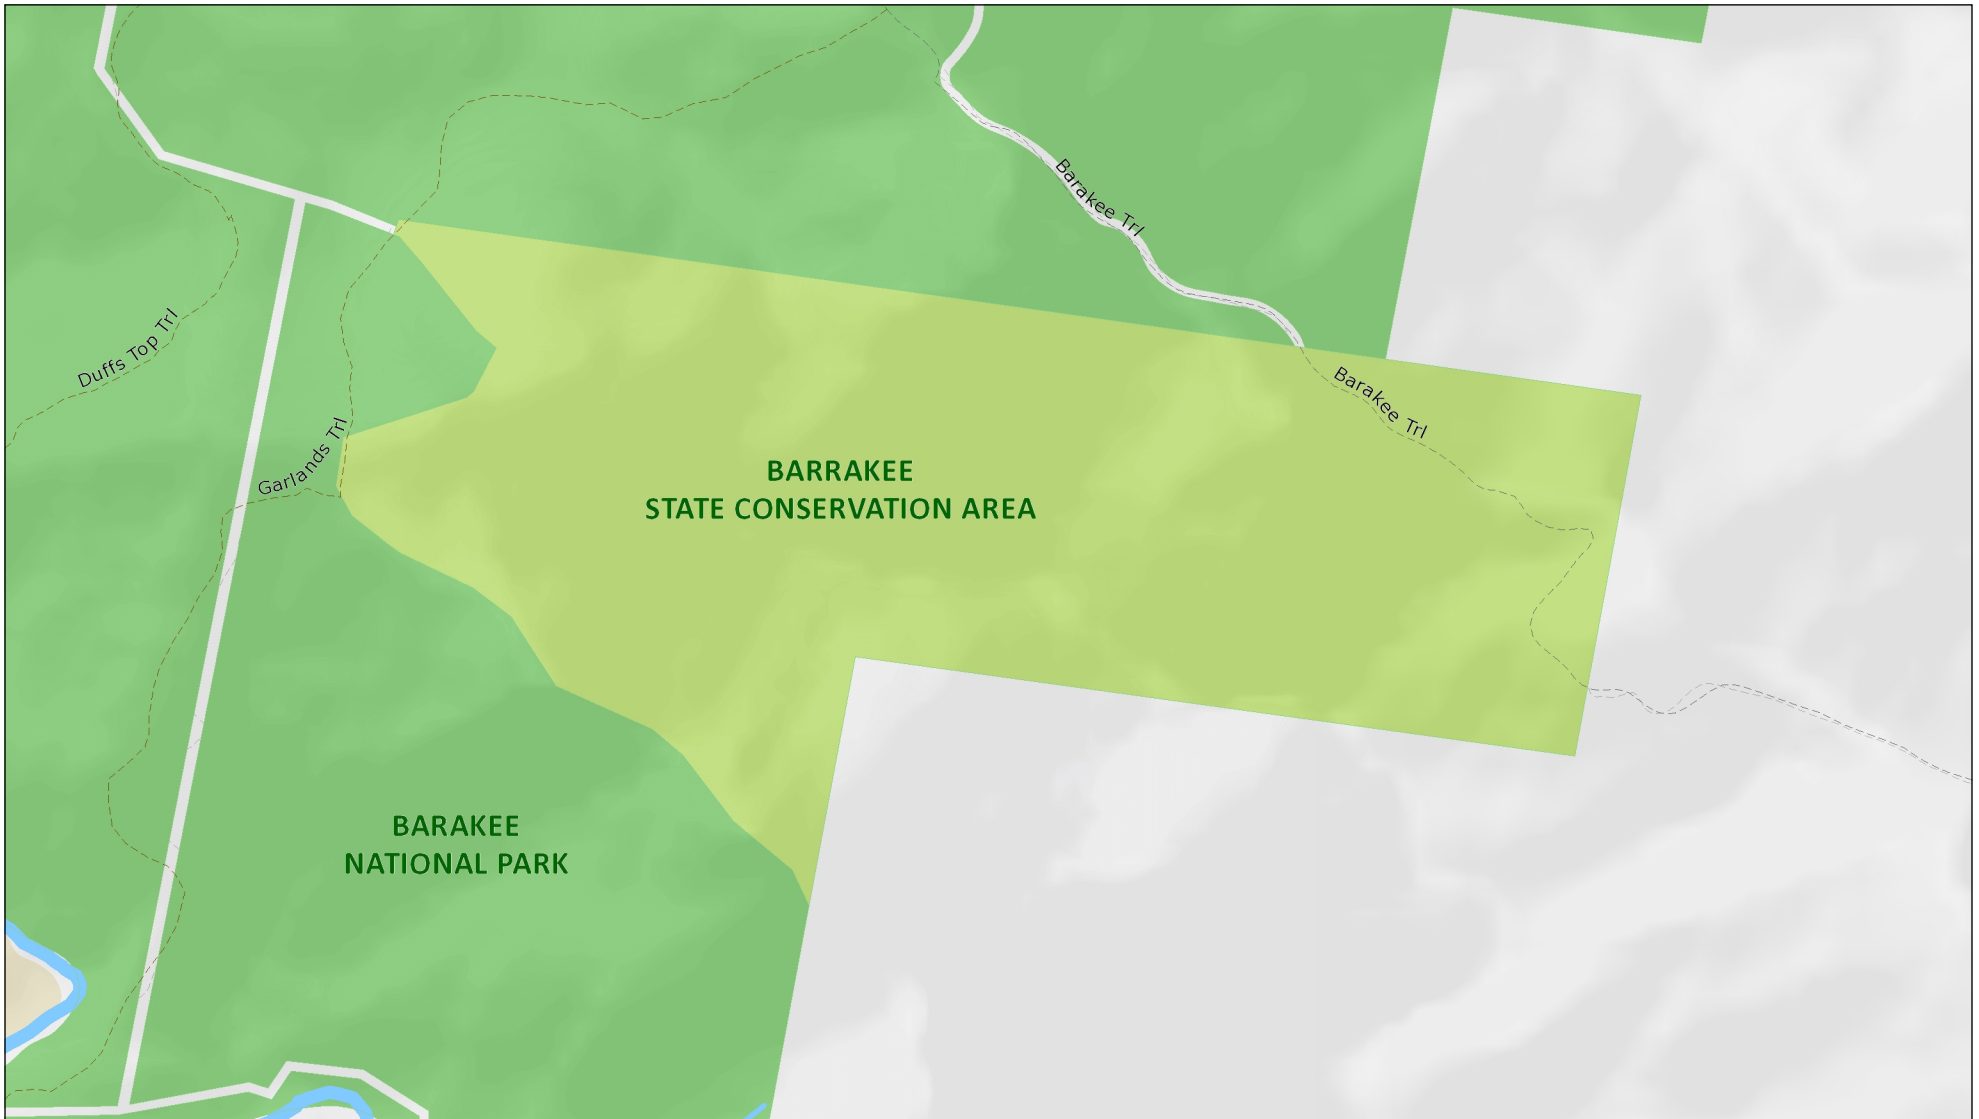 Barakee Trl
Duffs Top Trl
Barakee Trl
Garlands Trl
BARRAKEE
STATE CONSERVATION AREA
BARAKEE
NATIONAL PARK